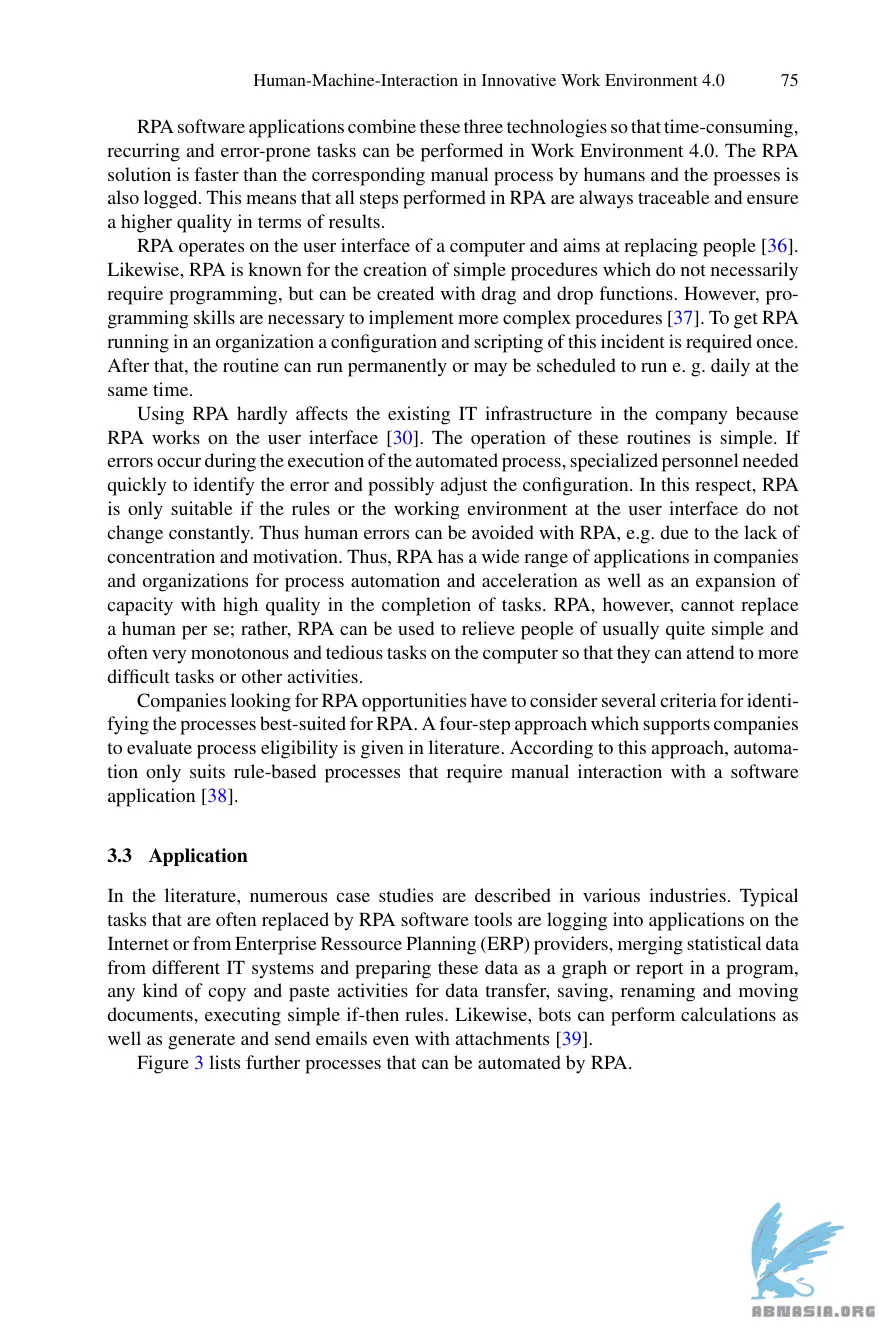 Human-Machine-Interaction in Innovative Work Environment 4.0 75
RPA software applications combine these three technologies so that time-consuming,
recurring and error-prone tasks can be performed in Work Environment 4.0. The RPA
solution is faster than the corresponding manual process by humans and the proesses is
also logged. This means that all steps performed in RPA are always traceable and ensure
a higher quality in terms of results.
RPA operates on the user interface of a computer and aims at replacing people [36].
Likewise, RPA is known for the creation of simple procedures which do not necessarily
require programming, but can be created with drag and drop functions. However, pro-
gramming skills are necessary to implement more complex procedures [37]. To get RPA
running in an organization a configuration and scripting of this incident is required once.
After that, the routine can run permanently or may be scheduled to run e. g. daily at the
same time.
Using RPA hardly affects the existing IT infrastructure in the company because
RPA works on the user interface [30]. The operation of these routines is simple. If
errors occur during the execution of the automated process, specialized personnel needed
quickly to identify the error and possibly adjust the configuration. In this respect, RPA
is only suitable if the rules or the working environment at the user interface do not
change constantly. Thus human errors can be avoided with RPA, e.g. due to the lack of
concentration and motivation. Thus, RPA has a wide range of applications in companies
and organizations for process automation and acceleration as well as an expansion of
capacity with high quality in the completion of tasks. RPA, however, cannot replace
a human per se; rather, RPA can be used to relieve people of usually quite simple and
often very monotonous and tedious tasks on the computer so that they can attend to more
difficult tasks or other activities.
Companies looking for RPA opportunities have to consider several criteria for identi-
fying the processes best-suited for RPA. A four-step approach which supports companies
to evaluate process eligibility is given in literature. According to this approach, automa-
tion only suits rule-based processes that require manual interaction with a software
application [38].
3.3 Application
In the literature, numerous case studies are described in various industries. Typical
tasks that are often replaced by RPA software tools are logging into applications on the
Internet or from Enterprise Ressource Planning (ERP) providers, merging statistical data
from different IT systems and preparing these data as a graph or report in a program,
any kind of copy and paste activities for data transfer, saving, renaming and moving
documents, executing simple if-then rules. Likewise, bots can perform calculations as
well as generate and send emails even with attachments [39].
Figure 3 lists further processes that can be automated by RPA.
ABNASIA.ORG